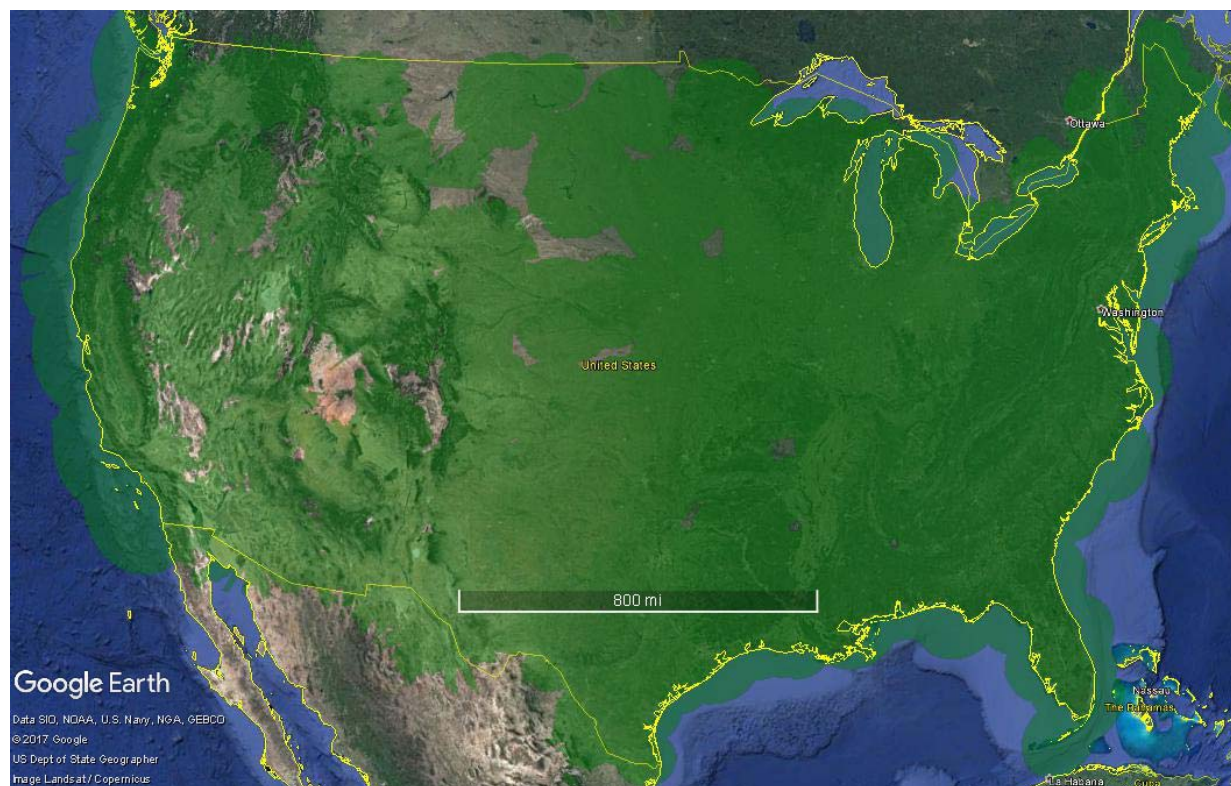 Ottawa
Washington
United States
800 mi
Google Earth
Nassau
The Bahamas
Data SIO, NOAA, U.S. Navy, NGA, GEBCO
©2017 Google
US Dept of State Geographer
Image Landsat / Copernicus
La Habana
Cuba